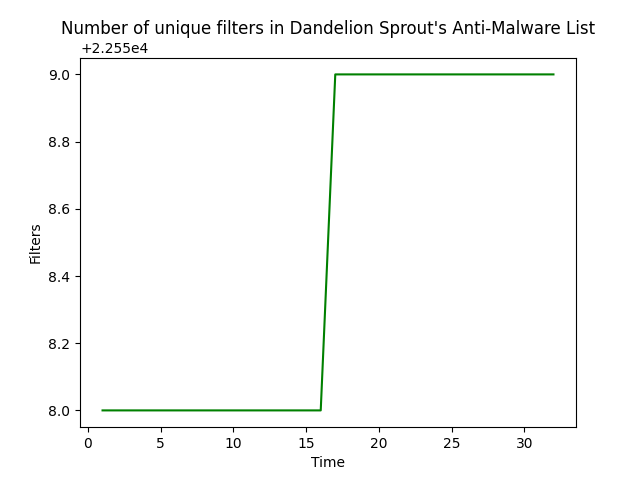 Number of unique filters in Dandelion Sprout's Anti-Malware List
+2.255e4
9.0
8.8
8.6
8.4
8.2
8.0
Filters
0 5 10 15 20 25 30
Time